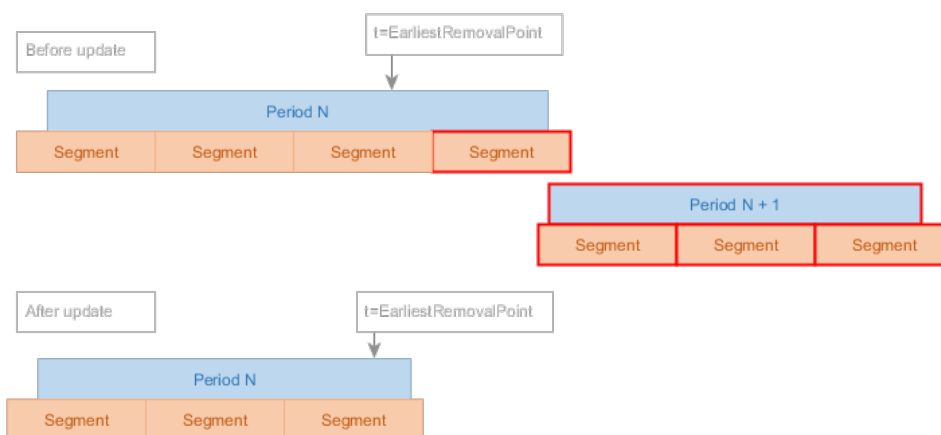 t=EarliestRemovalPoint
Before update
Period N
Segment Segment Segment Segment
Period N + 1
Segment Segment Segment
After update t=EarliestRemovalPoint
Period N
Segment Segment Segment